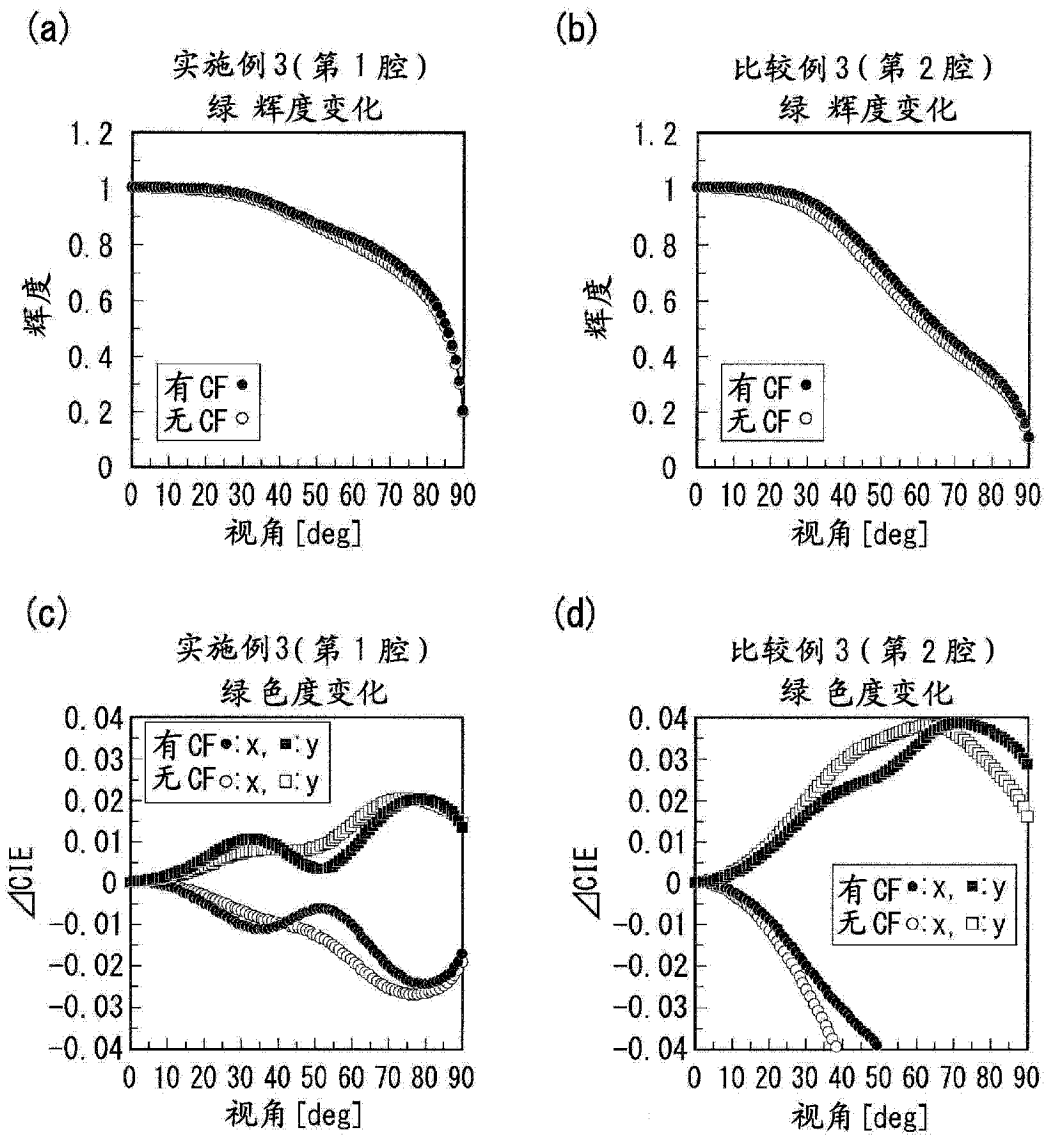 (a)
实施例3(第1腔)
绿 辉度变化
1.2
1
0.8
0.6
0.4
0.2
0
辉度
有CF●
无CF○
0 10 20 30 40 50 60 70 80 90
视角[deg]
(b)
比较例3(第2腔)
绿 辉度变化
1.2
1
0.8
0.6
0.4
0.2
0
辉度
有CF●
无CF○
0 10 20 30 40 50 60 70 80 90
视角[deg]
(c)
实施例3(第1腔)
绿 色度变化
0.04
0.03
0.02
0.01
0
-0.01
-0.02
-0.03
-0.04
⊿CIE
有CF●:x, ■:y
无CF○:x, □:y
0 10 20 30 40 50 60 70 80 90
视角[deg]
(d)
比较例3(第2腔)
绿 色度变化
0.04
0.03
0.02
0.01
0
-0.01
-0.02
-0.03
-0.04
⊿CIE
有CF●:x, ■:y
无CF○:x, □:y
0 10 20 30 40 50 60 70 80 90
视角[deg]